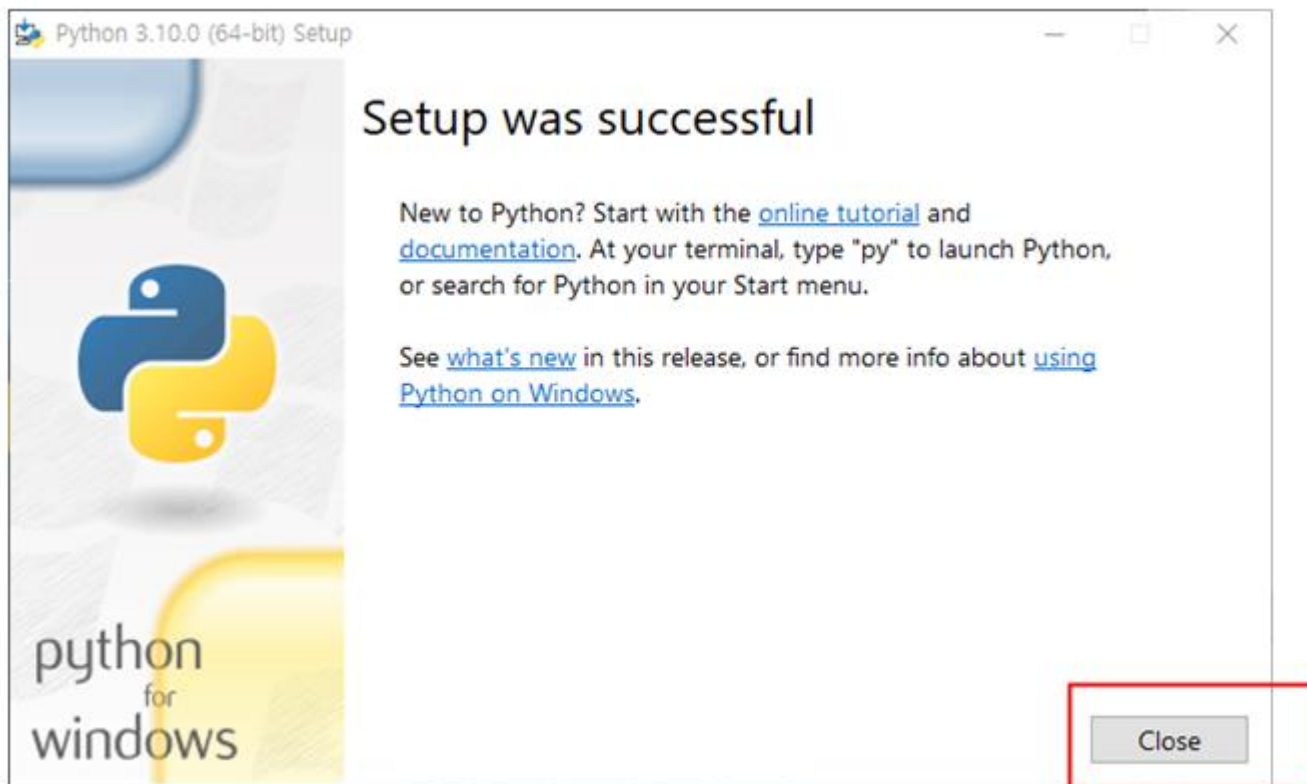 Python 3.10.0 (64-bit) Setup
Setup was successful
New to Python? Start with the online tutorial and
documentation. At your terminal, type "py" to launch Python,
or search for Python in your Start menu.
See what's new in this release, or find more info about using
Python on Windows.
python
for
windows
Close